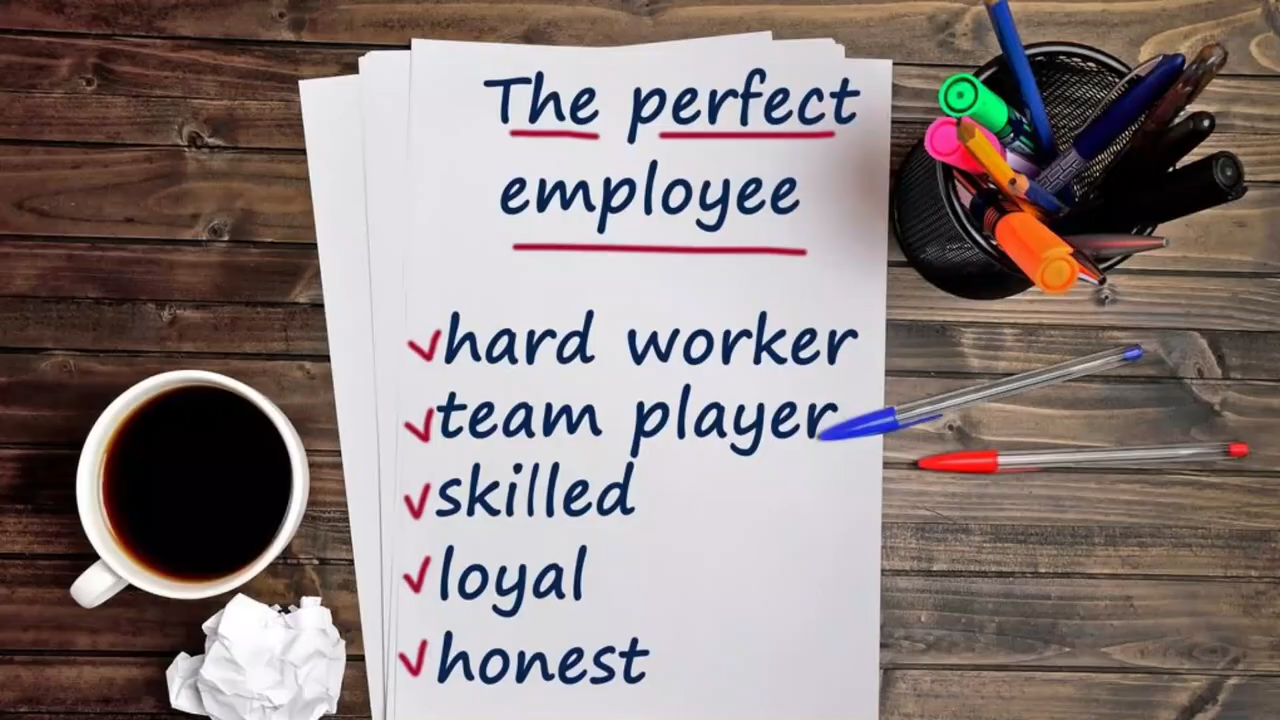 The perfect
employee
hard worker
team player
skilled
loyal
honest